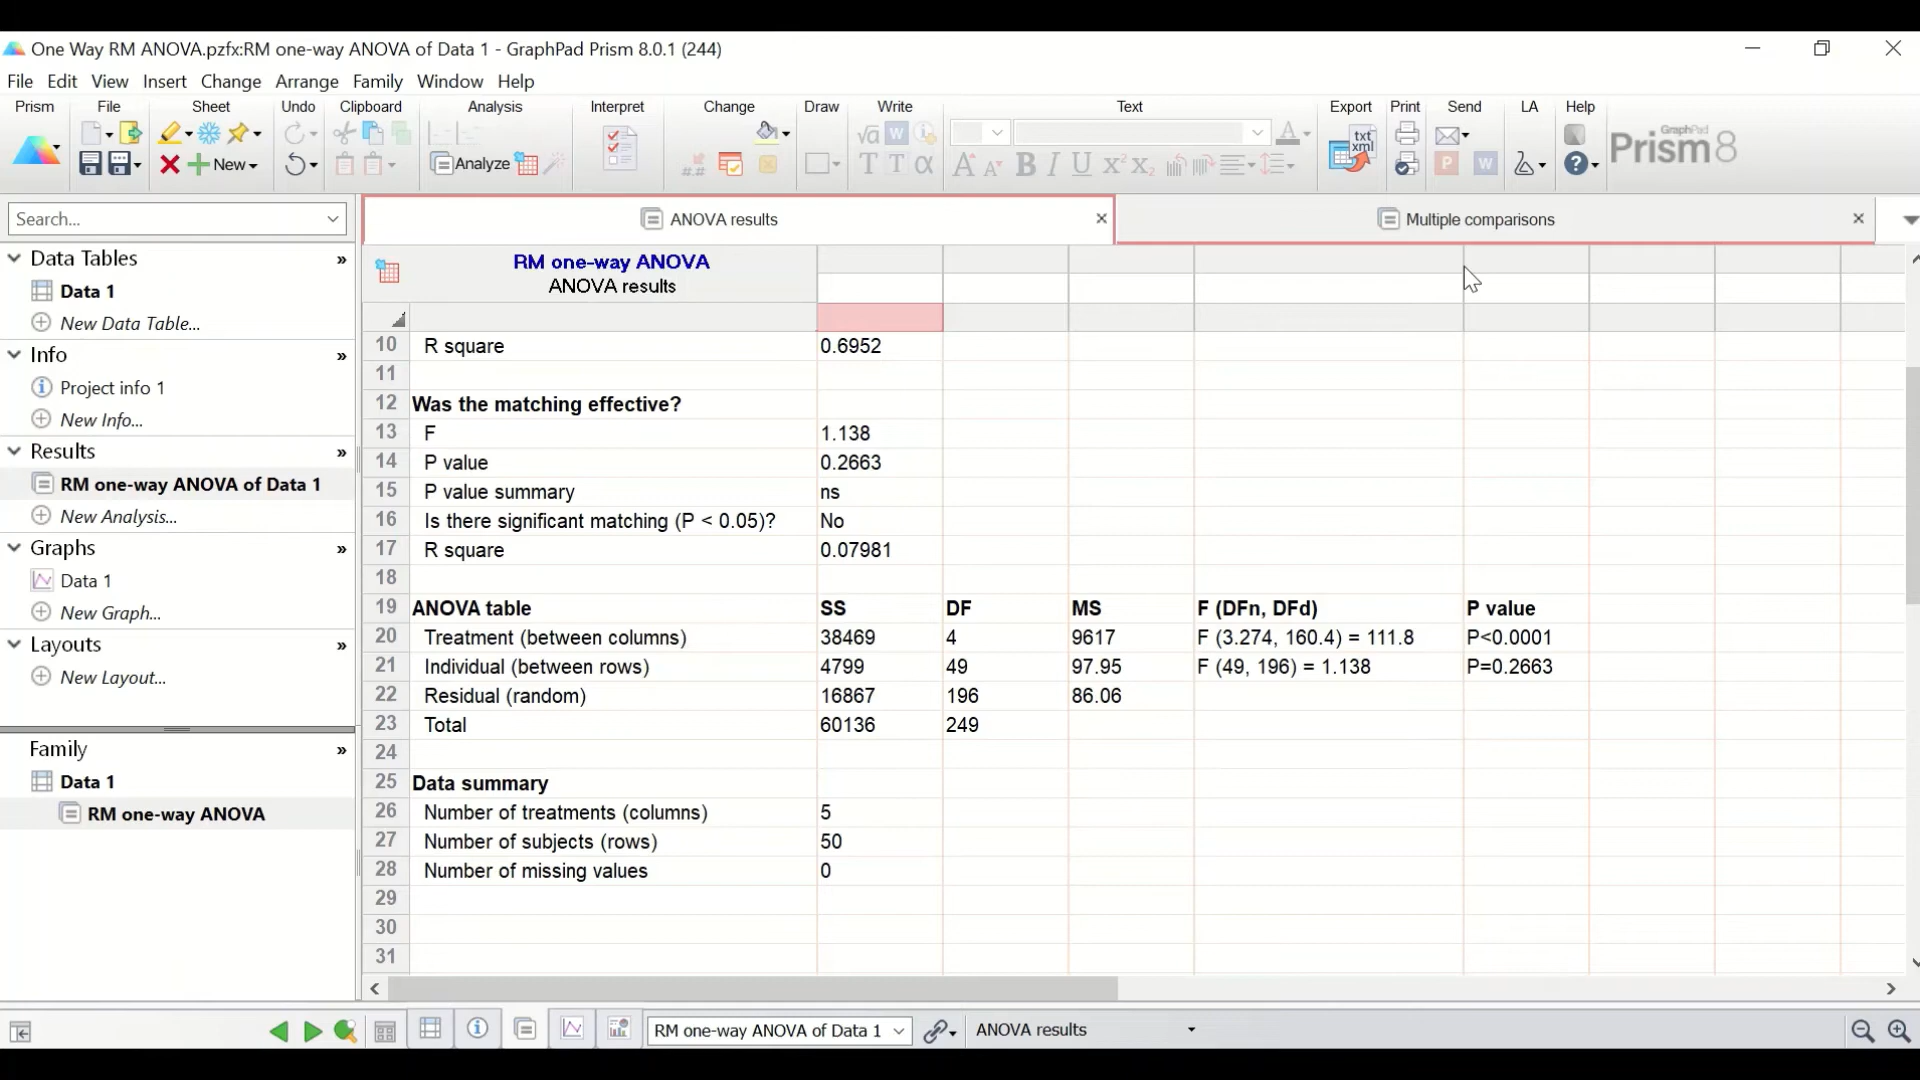 One Way RM ANOVA.pzfx:RM one-way ANOVA of Data 1 - GraphPad Prism 8.0.1 (244)
File Edit View Insert Change Arrange Family Window Help
Prism File Sheet Undo Clipboard Analysis Interpret Change Draw Write Text Export Print Send LA Help
New
Analyze
txt
xml
GraphPad
Prism 8
Search...
ANOVA results
Multiple comparisons
Data Tables
Data 1
New Data Table...
Info
Project info 1
New Info...
Results
RM one-way ANOVA of Data 1
New Analysis...
Graphs
Data 1
New Graph...
Layouts
New Layout...
Family
Data 1
RM one-way ANOVA
RM one-way ANOVA
ANOVA results
10 R square 0.6952
11
12 Was the matching effective?
13 F 1.138
14 P value 0.2663
15 P value summary ns
16 Is there significant matching (P < 0.05)? No
17 R square 0.07981
18
19 ANOVA table SS DF MS F (DFn, DFd) P value
20 Treatment (between columns) 38469 4 9617 F (3.274, 160.4) = 111.8 P<0.0001
21 Individual (between rows) 4799 49 97.95 F (49, 196) = 1.138 P=0.2663
22 Residual (random) 16867 196 86.06
23 Total 60136 249
24
25 Data summary
26 Number of treatments (columns) 5
27 Number of subjects (rows) 50
28 Number of missing values 0
29
30
31
RM one-way ANOVA of Data 1
ANOVA results